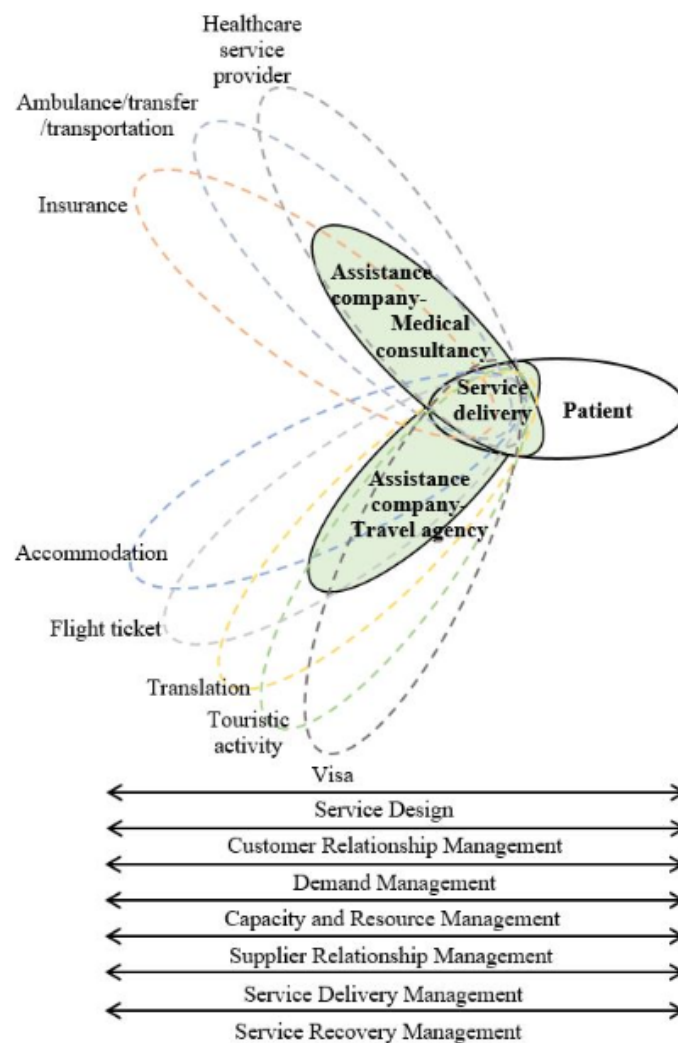 Healthcare
service
provider
Ambulance/transfer
/transportation
Insurance
Assistance
company-
Medical
consultancy
Service
delivery
Patient
Assistance
company-
Travel agency
Accommodation
Flight ticket
Translation
Touristic
activity
Visa
Service Design
Customer Relationship Management
Demand Management
Capacity and Resource Management
Supplier Relationship Management
Service Delivery Management
Service Recovery Management